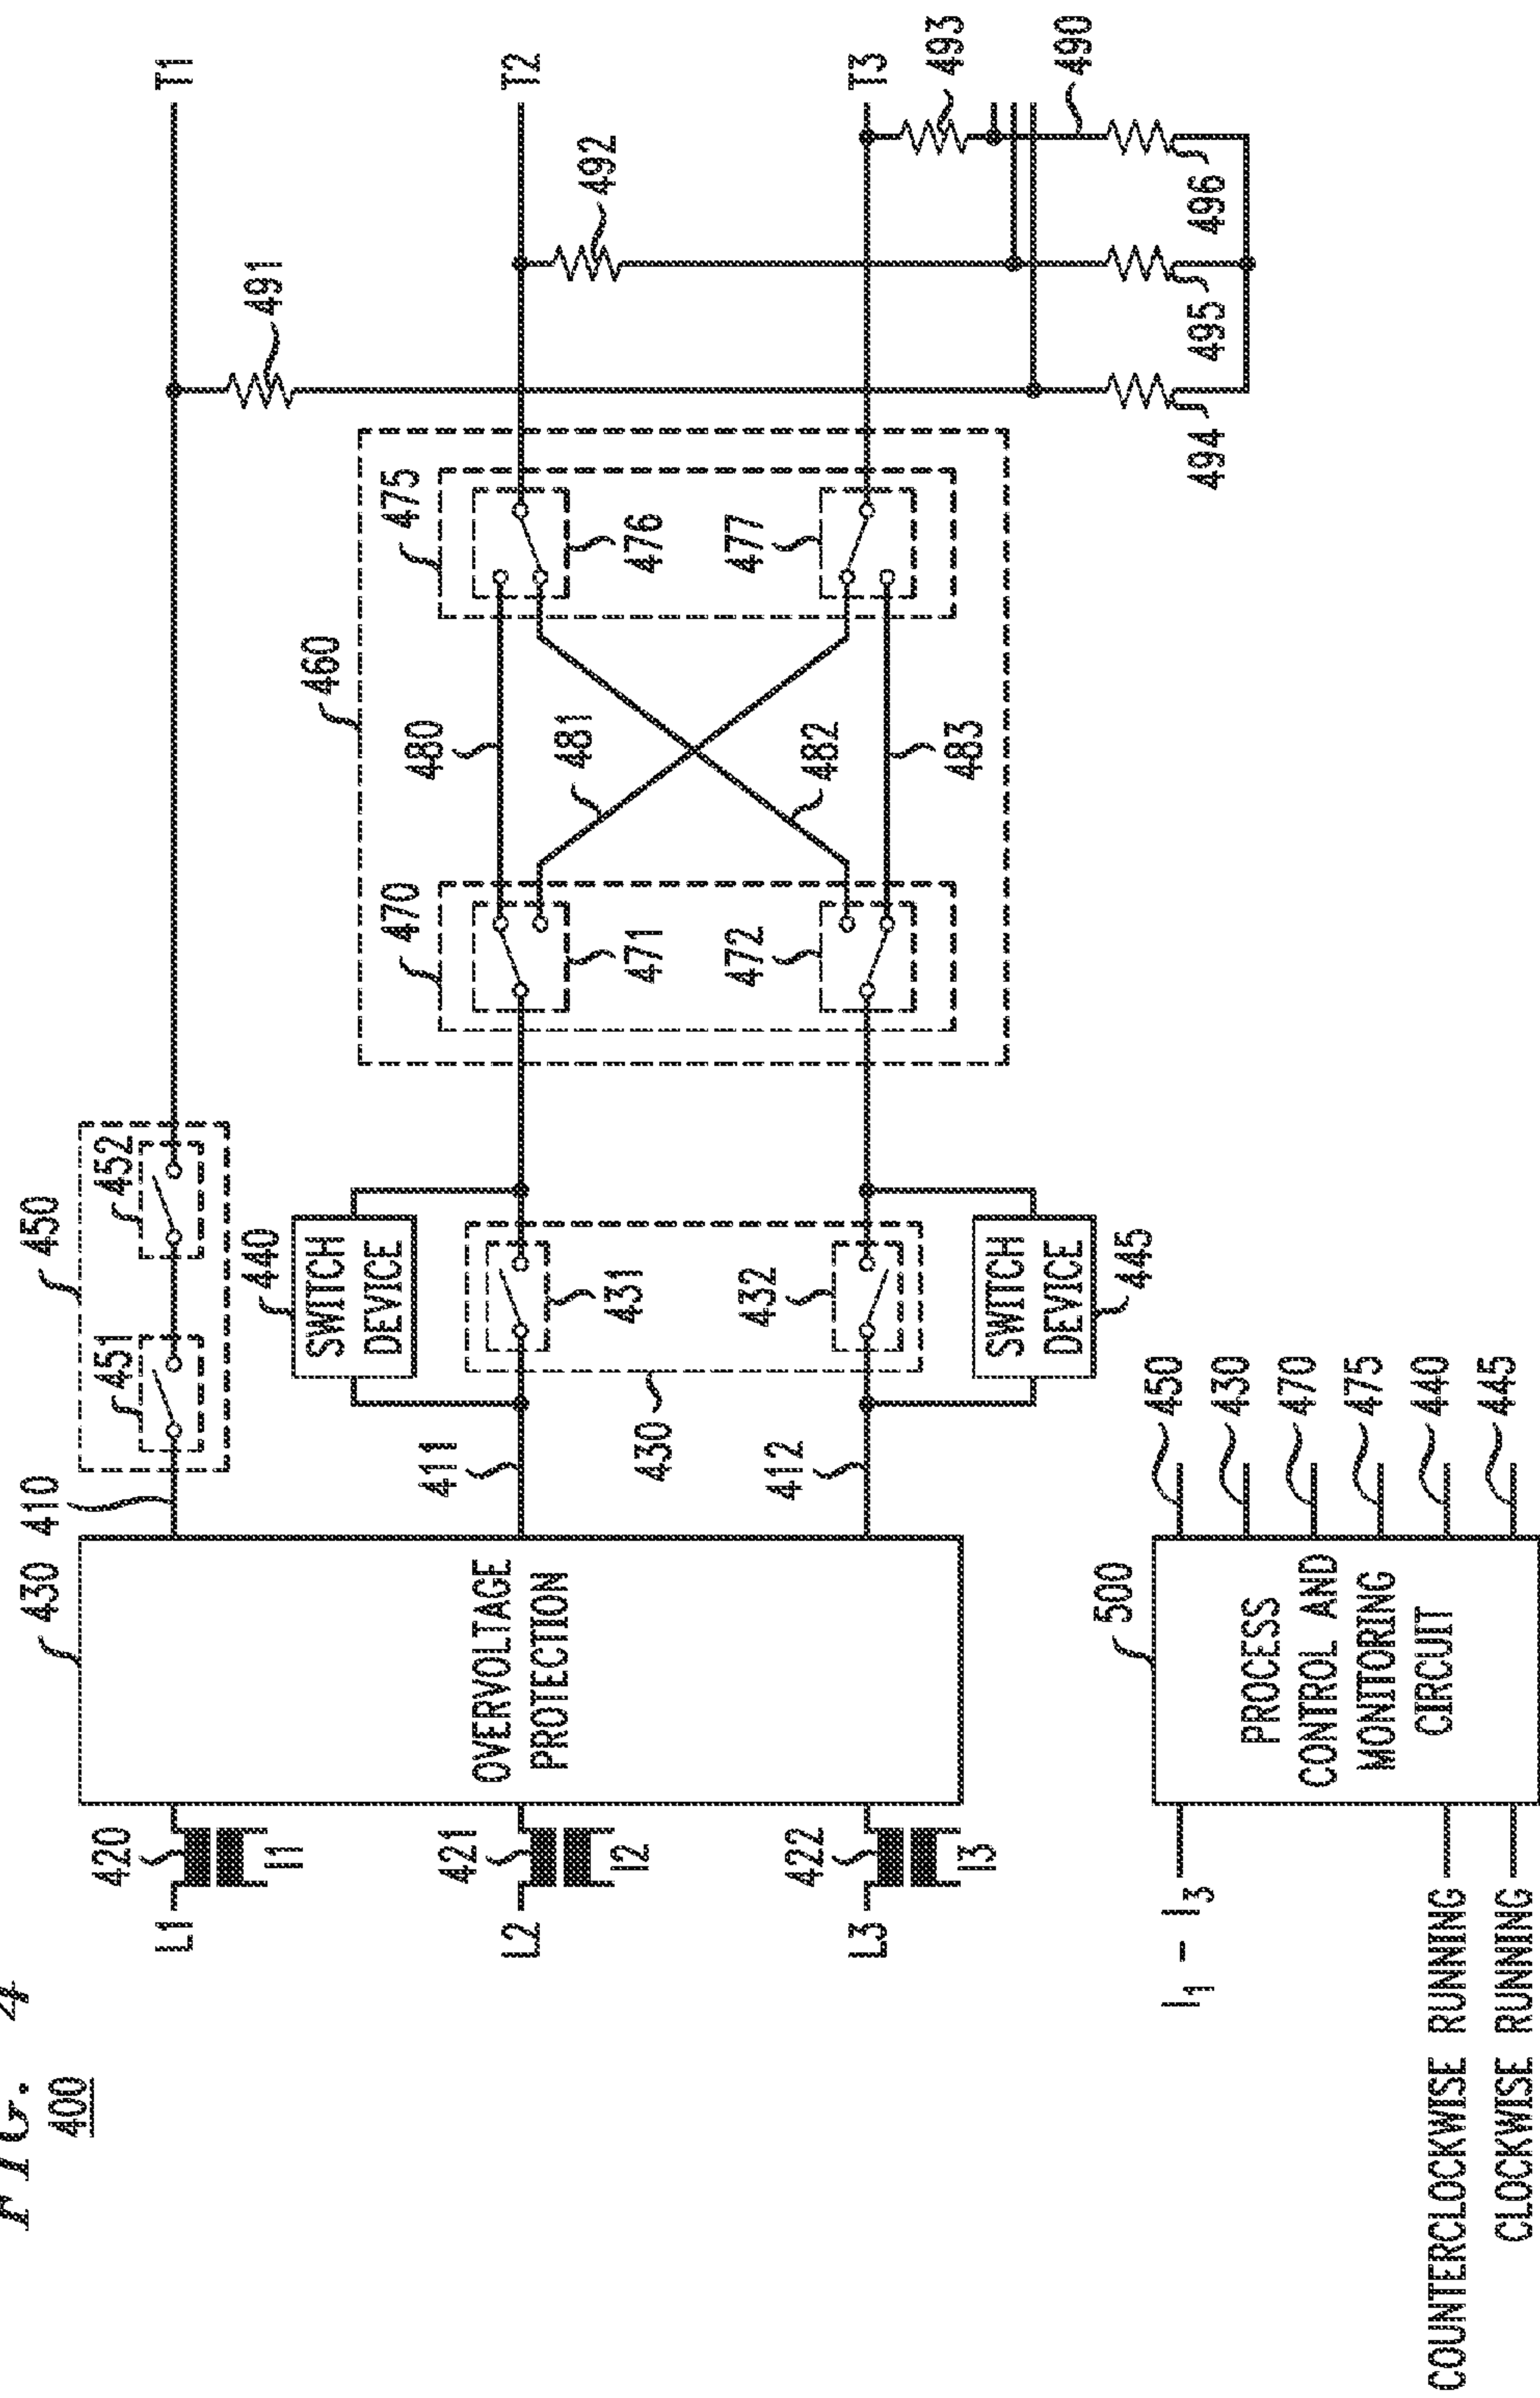 FIG. 4
400
L1
420
I1
L2
421
I2
L3
422
I3
430
OVERVOLTAGE
PROTECTION
410
411
412
450
451
452
440
SWITCH
DEVICE
431
432
430
SWITCH
DEVICE
445
460
470
471
472
480
481
482
483
475
476
477
491
492
493
490
494
495
496
T1
T2
T3
I1 - I3
COUNTERCLOCKWISE RUNNING
CLOCKWISE RUNNING
500
PROCESS
CONTROL AND
MONITORING
CIRCUIT
450
430
470
475
440
445